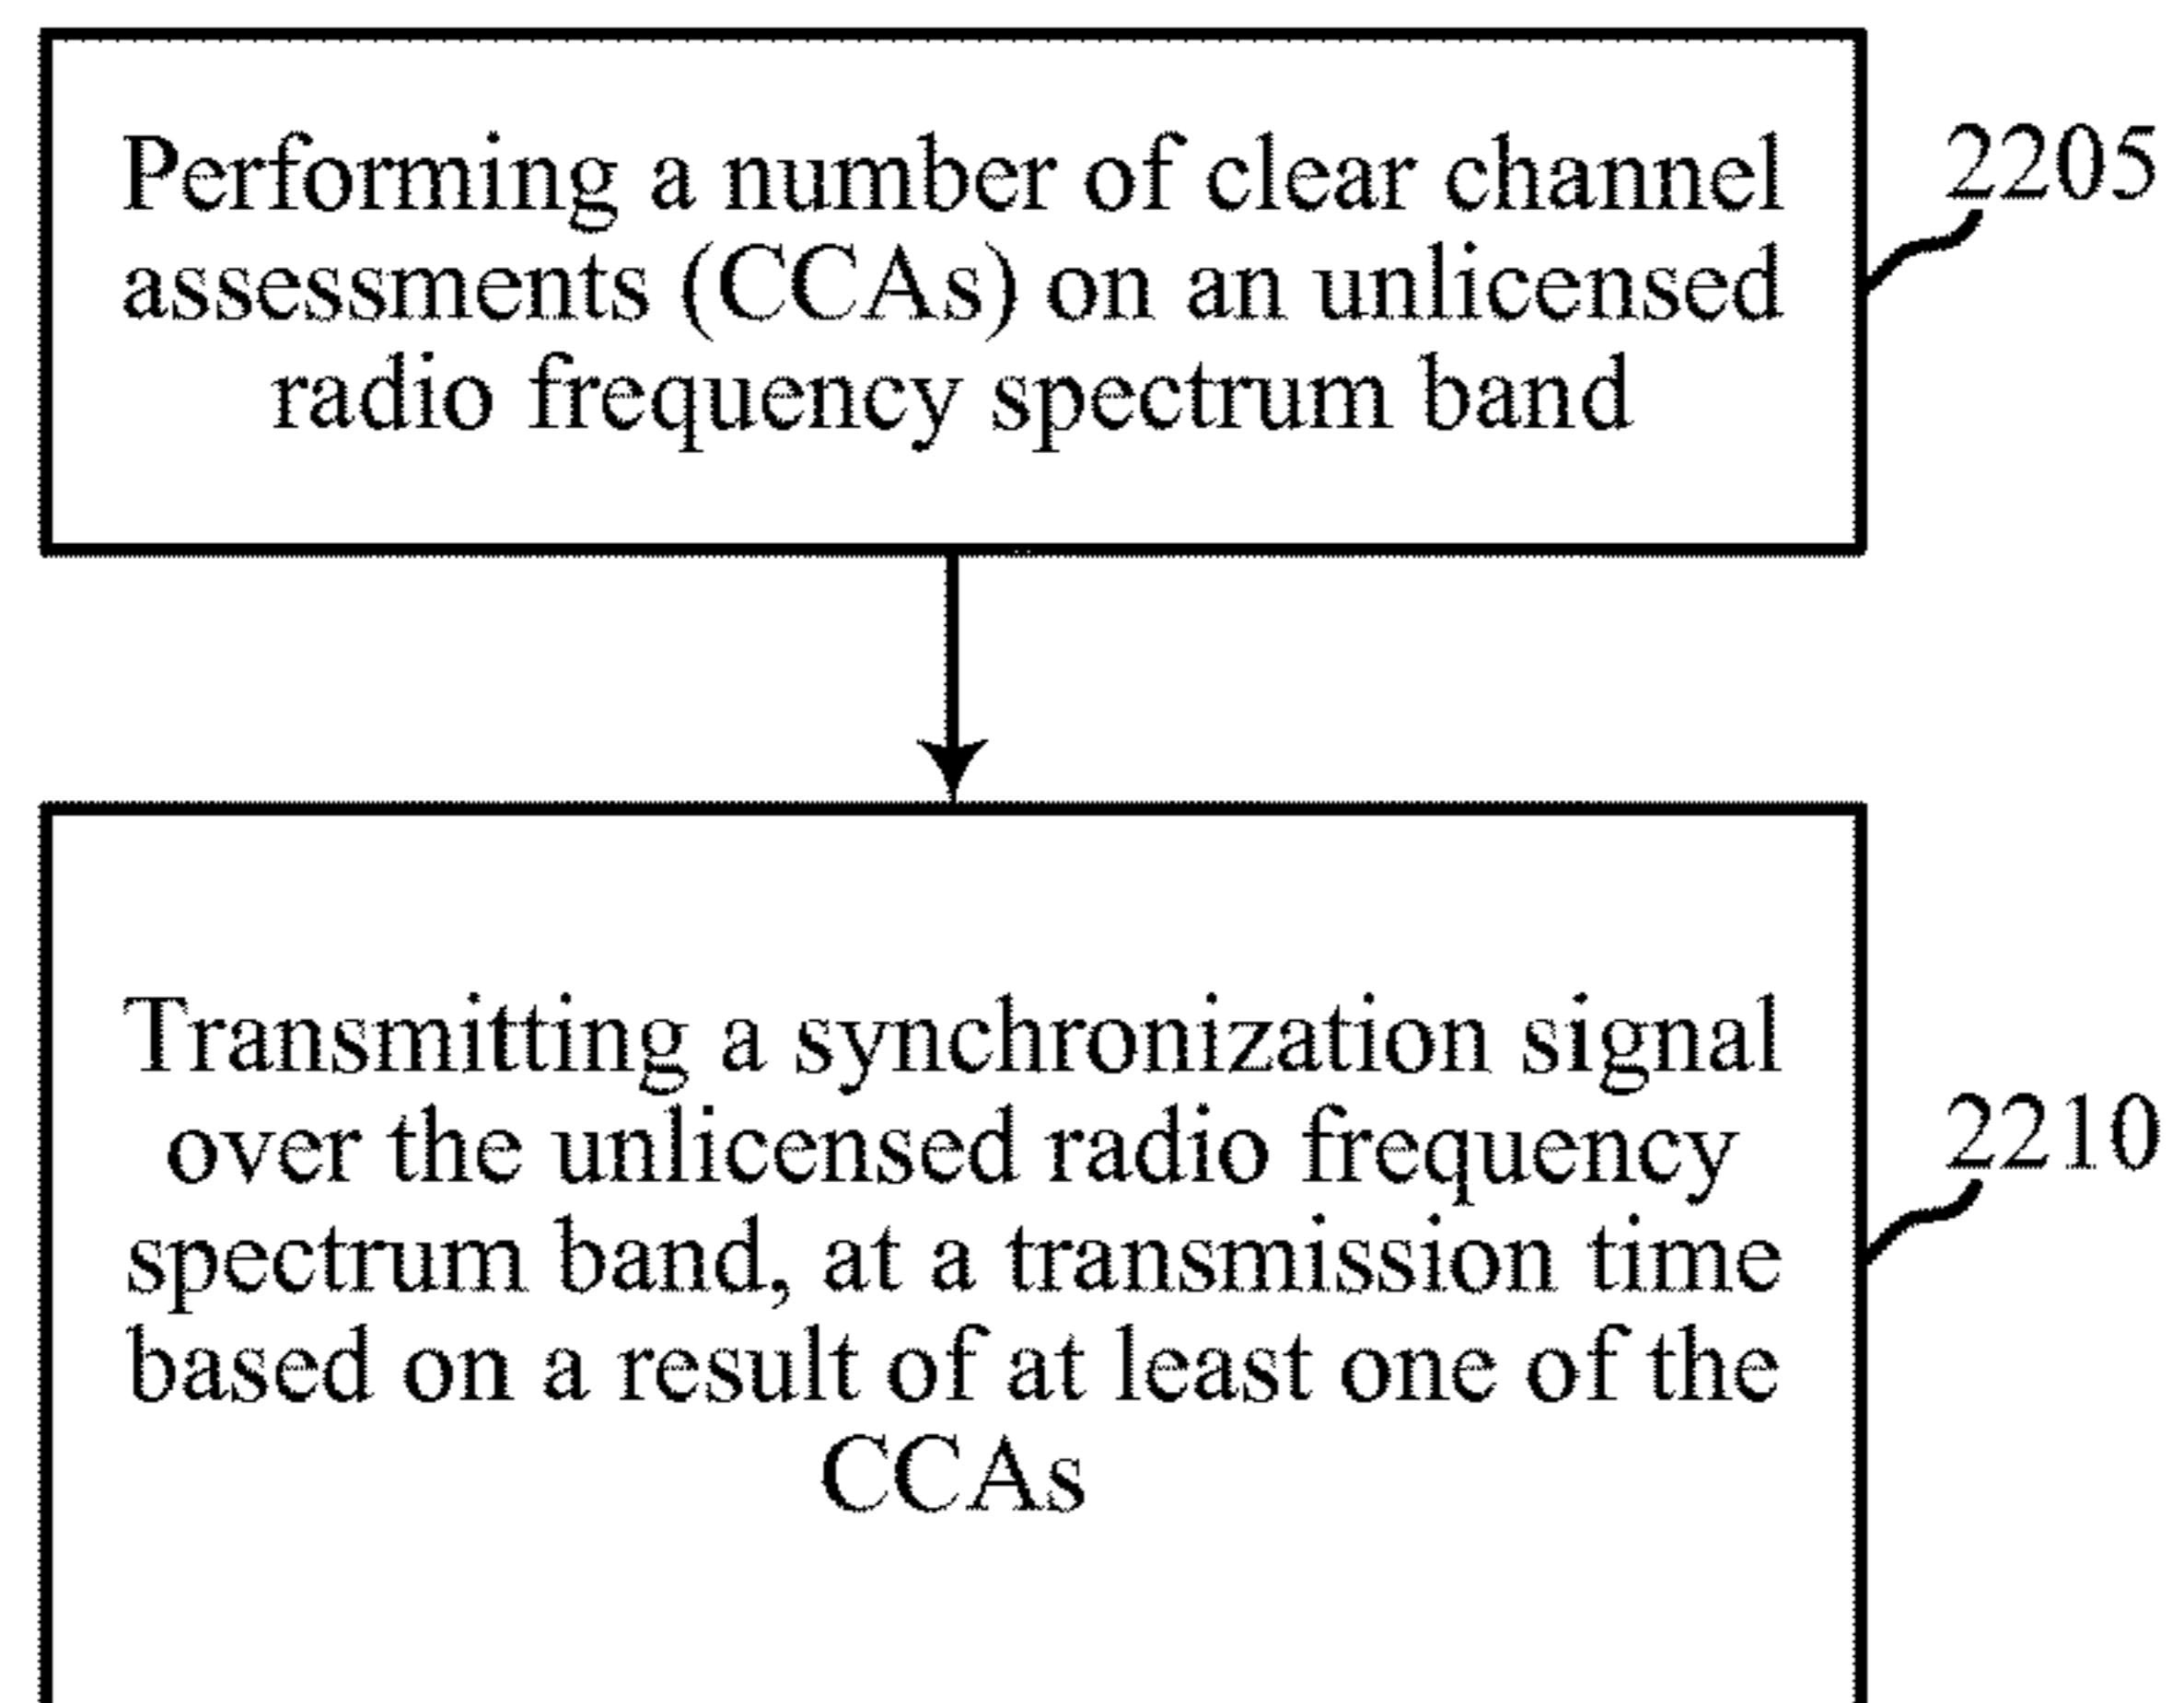 Performing a number of clear channel
assessments (CCAs) on an unlicensed
radio frequency spectrum band
2205
Transmitting a synchronization signal
over the unlicensed radio frequency
spectrum band, at a transmission time
based on a result of at least one of the
CCAs
2210